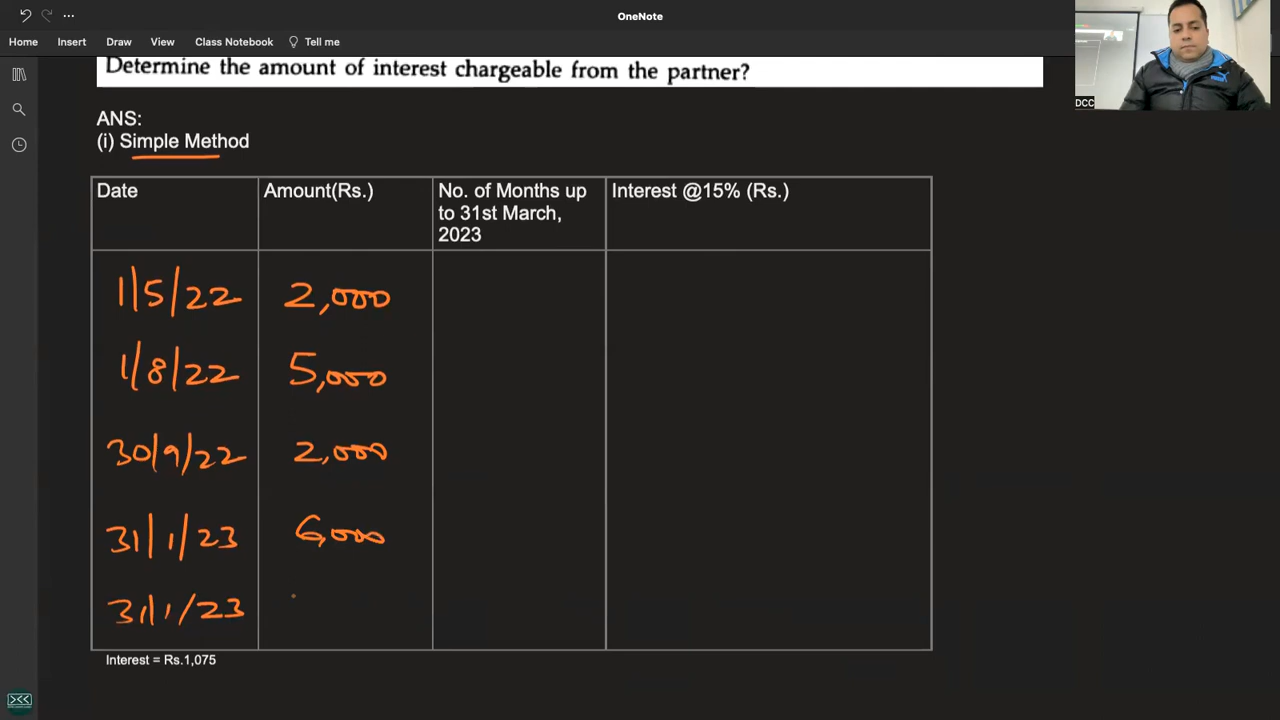 OneNote
Home Insert Draw View Class Notebook Tell me
Determine the amount of interest chargeable from the partner?
DCC
ANS:
(i) Simple Method
Date Amount(Rs.) No. of Months up to 31st March, 2023 Interest @15% (Rs.)
1/5/22 2,000
1/8/22 5,000
30/9/22 2,000
31/1/23 6,000
31/1/23
Interest = Rs.1,075
DCC